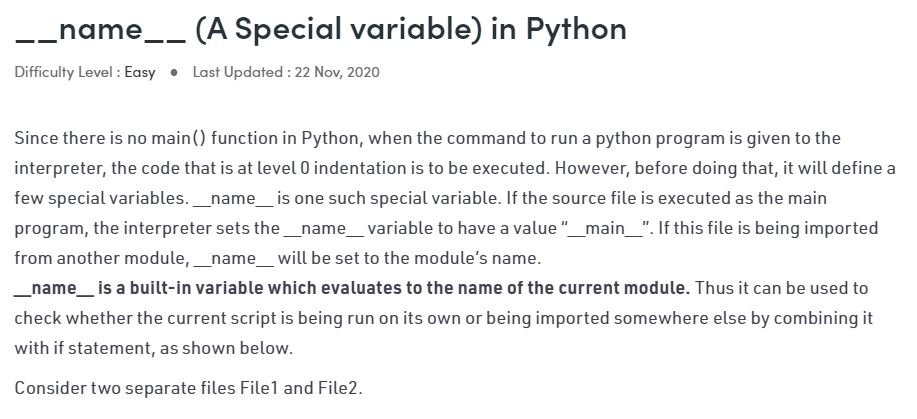 __name__ (A Special variable) in Python
Difficulty Level : Easy ● Last Updated : 22 Nov, 2020
Since there is no main() function in Python, when the command to run a python program is given to the
interpreter, the code that is at level 0 indentation is to be executed. However, before doing that, it will define a
few special variables. __name__ is one such special variable. If the source file is executed as the main
program, the interpreter sets the __name__ variable to have a value “__main__”. If this file is being imported
from another module, __name__ will be set to the module’s name.
__name__ is a built-in variable which evaluates to the name of the current module. Thus it can be used to
check whether the current script is being run on its own or being imported somewhere else by combining it
with if statement, as shown below.
Consider two separate files File1 and File2.